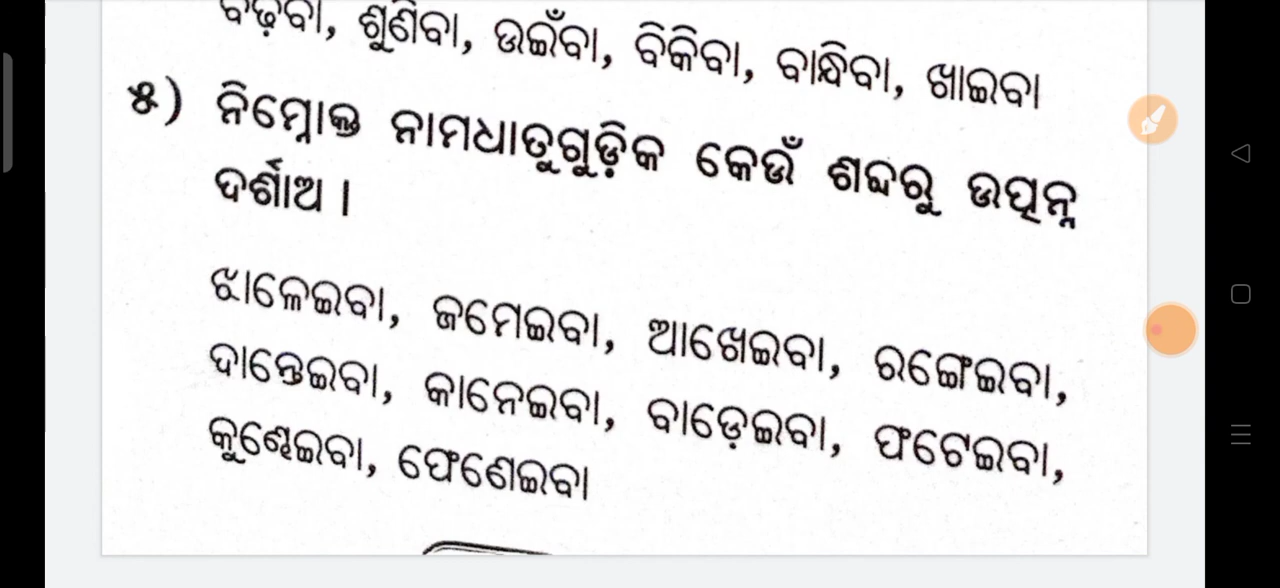 ବଢ଼ିବା, ଶୁଣିବା, ଉଇଁବା, ବିକିବା, ବାନ୍ଧିବା, ଖାଇବା
୫) ନିମ୍ନୋକ୍ତ ନାମଧାତୁଗୁଡ଼ିକ କେଉଁ ଶବ୍ଦରୁ ଉତ୍ପନ୍ନ
ଦର୍ଶାଅ ।
ଝାଳେଇବା, ଜମେଇବା, ଆଖେଇବା, ରଙ୍ଗେଇବା,
ଦାନ୍ତେଇବା, କାନେଇବା, ବାଡ଼େଇବା, ଫଟେଇବା,
କୁଣ୍ଢେଇବା, ଫେଣେଇବା